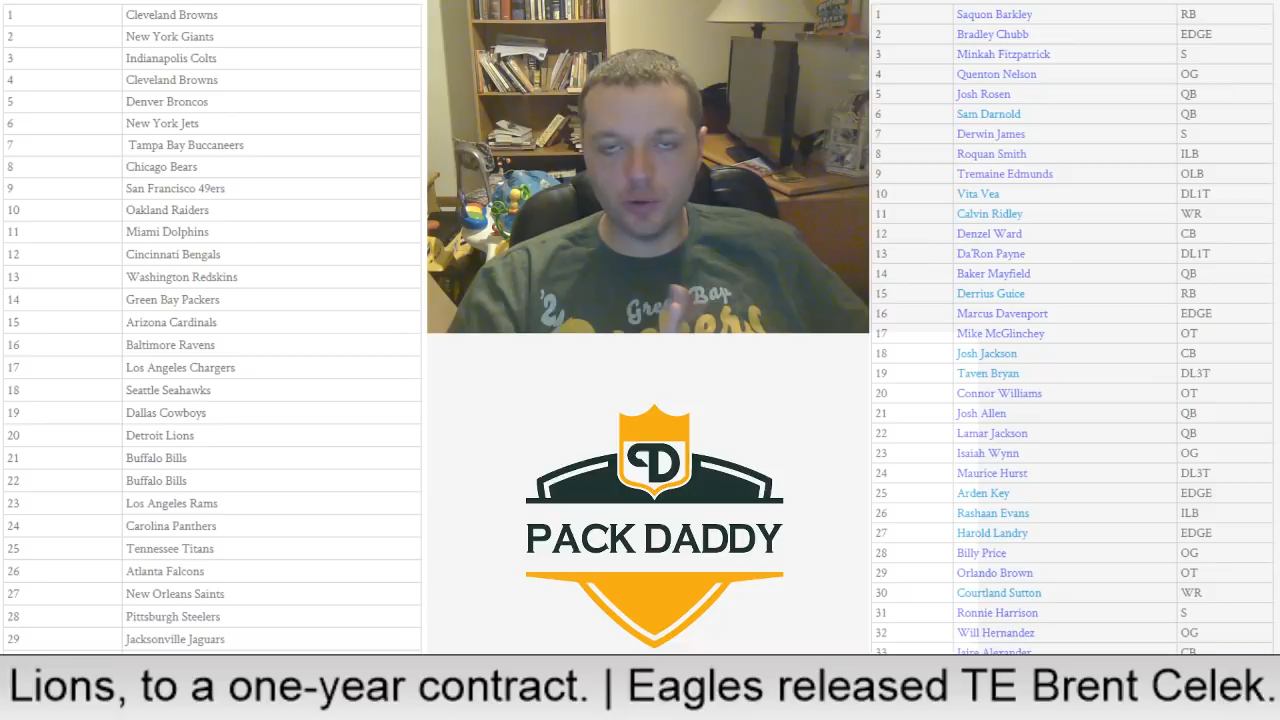 1 Cleveland Browns
2 New York Giants
3 Indianapolis Colts
4 Cleveland Browns
5 Denver Broncos
6 New York Jets
7 Tampa Bay Buccaneers
8 Chicago Bears
9 San Francisco 49ers
10 Oakland Raiders
11 Miami Dolphins
12 Cincinnati Bengals
13 Washington Redskins
14 Green Bay Packers
15 Arizona Cardinals
16 Baltimore Ravens
17 Los Angeles Chargers
18 Seattle Seahawks
19 Dallas Cowboys
20 Detroit Lions
21 Buffalo Bills
22 Buffalo Bills
23 Los Angeles Rams
24 Carolina Panthers
25 Tennessee Titans
26 Atlanta Falcons
27 New Orleans Saints
28 Pittsburgh Steelers
29 Jacksonville Jaguars
'2 Green Bay
Packers
PD
PACK DADDY
1 Saquon Barkley RB
2 Bradley Chubb EDGE
3 Minkah Fitzpatrick S
4 Quenton Nelson OG
5 Josh Rosen QB
6 Sam Darnold QB
7 Derwin James S
8 Roquan Smith ILB
9 Tremaine Edmunds OLB
10 Vita Vea DL1T
11 Calvin Ridley WR
12 Denzel Ward CB
13 Da'Ron Payne DL1T
14 Baker Mayfield QB
15 Derrius Guice RB
16 Marcus Davenport EDGE
17 Mike McGlinchey OT
18 Josh Jackson CB
19 Taven Bryan DL3T
20 Connor Williams OT
21 Josh Allen QB
22 Lamar Jackson QB
23 Isaiah Wynn OG
24 Maurice Hurst DL3T
25 Arden Key EDGE
26 Rashaan Evans ILB
27 Harold Landry EDGE
28 Billy Price OG
29 Orlando Brown OT
30 Courtland Sutton WR
31 Ronnie Harrison S
32 Will Hernandez OG
33 Jaire Alexander CB
Lions, to a one-year contract. | Eagles released TE Brent Celek.